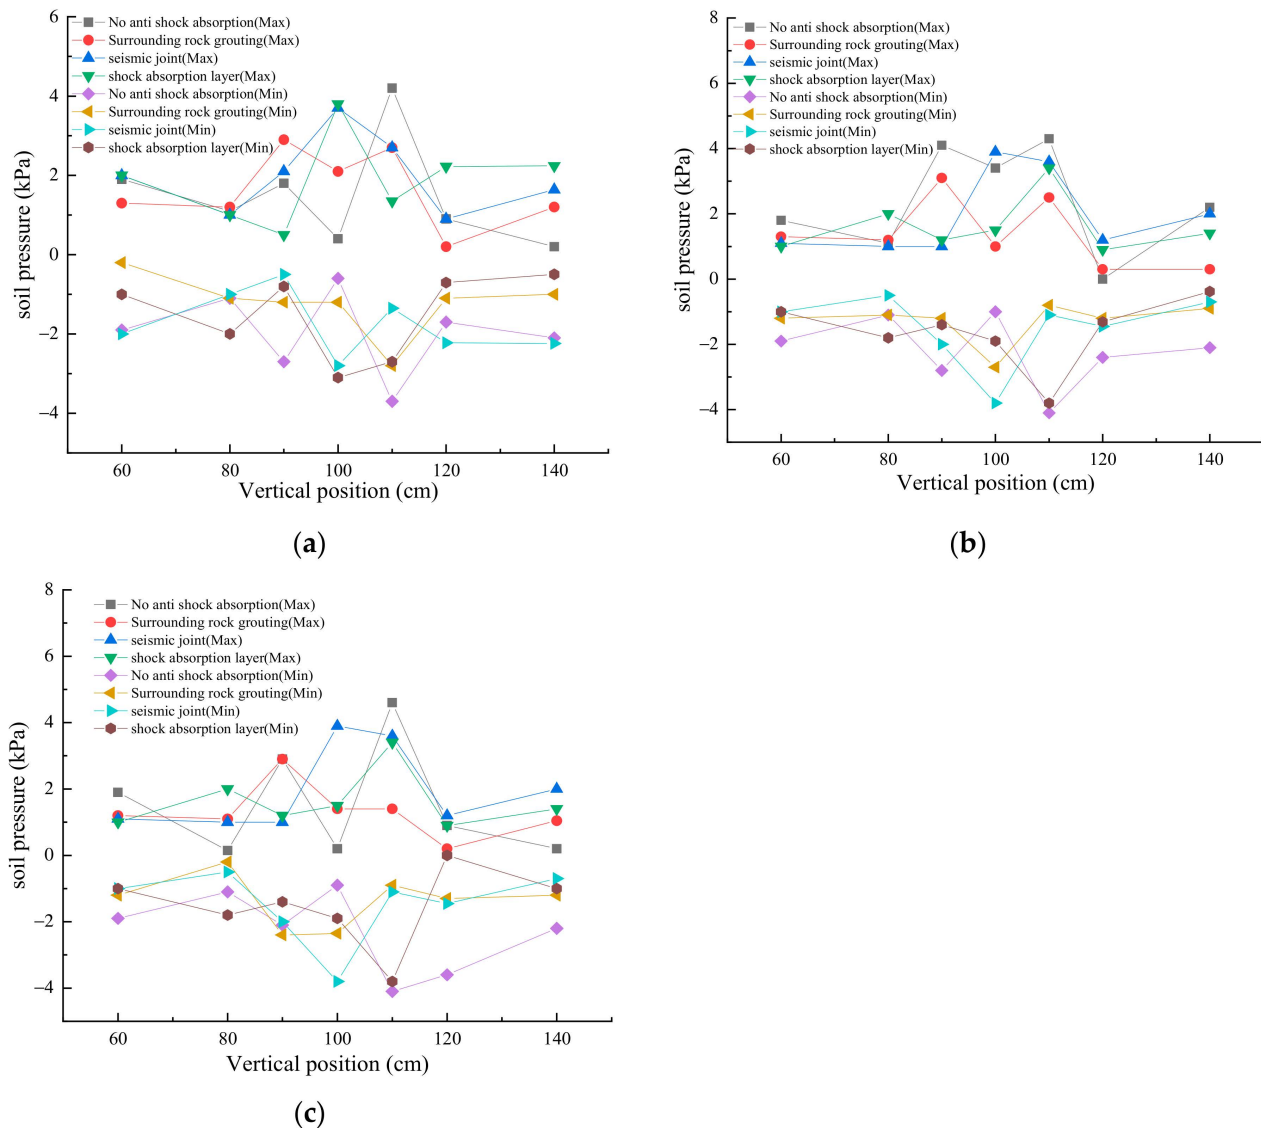 6
4
2
0
−2
−4
soil pressure (kPa)
No anti shock absorption(Max)
Surrounding rock grouting(Max)
seismic joint(Max)
shock absorption layer(Max)
No anti shock absorption(Min)
Surrounding rock grouting(Min)
seismic joint(Min)
shock absorption layer(Min)
60 80 100 120 140
Vertical position (cm)
(a)
8
6
4
2
0
−2
−4
soil pressure (kPa)
No anti shock absorption(Max)
Surrounding rock grouting(Max)
seismic joint(Max)
shock absorption layer(Max)
No anti shock absorption(Min)
Surrounding rock grouting(Min)
seismic joint(Min)
shock absorption layer(Min)
60 80 100 120 140
Vertical position (cm)
(b)
8
6
4
2
0
−2
−4
soil pressure (kPa)
No anti shock absorption(Max)
Surrounding rock grouting(Max)
seismic joint(Max)
shock absorption layer(Max)
No anti shock absorption(Min)
Surrounding rock grouting(Min)
seismic joint(Min)
shock absorption layer(Min)
60 80 100 120 140
Vertical position (cm)
(c)